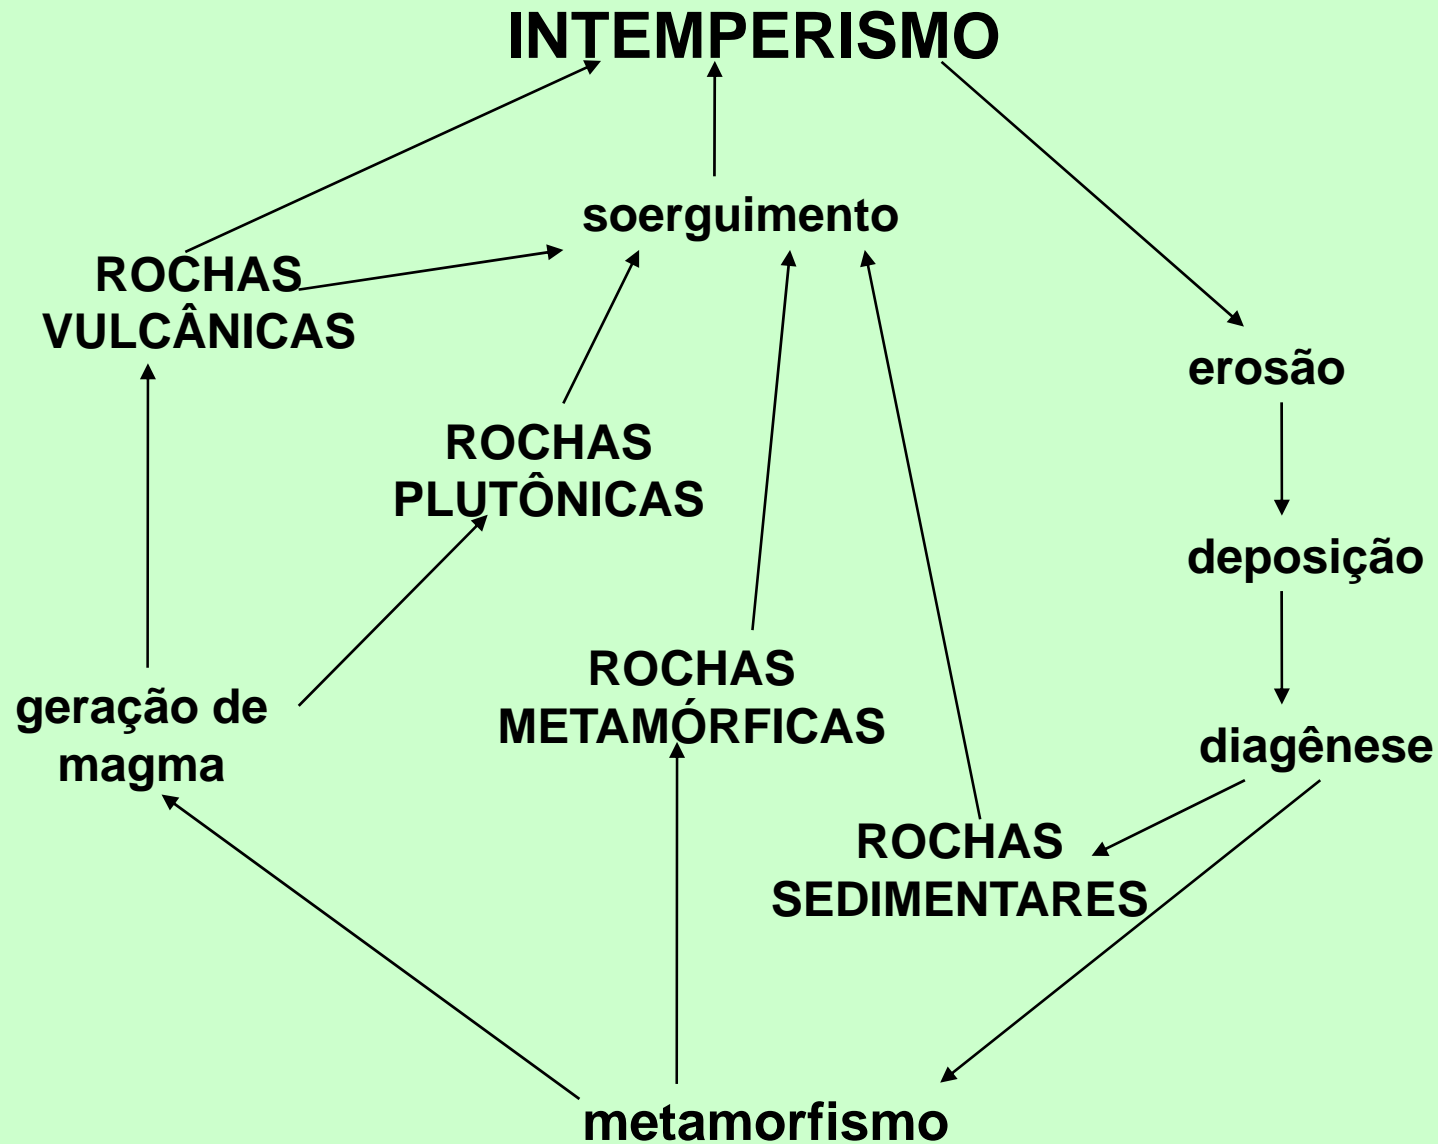 INTEMPERISMO
soerguimento
ROCHAS
VULCÂNICAS
erosão
ROCHAS
PLUTÔNICAS
deposição
ROCHAS
METAMÓRFICAS
geração de
magma
diagênese
ROCHAS
SEDIMENTARES
metamorfismo